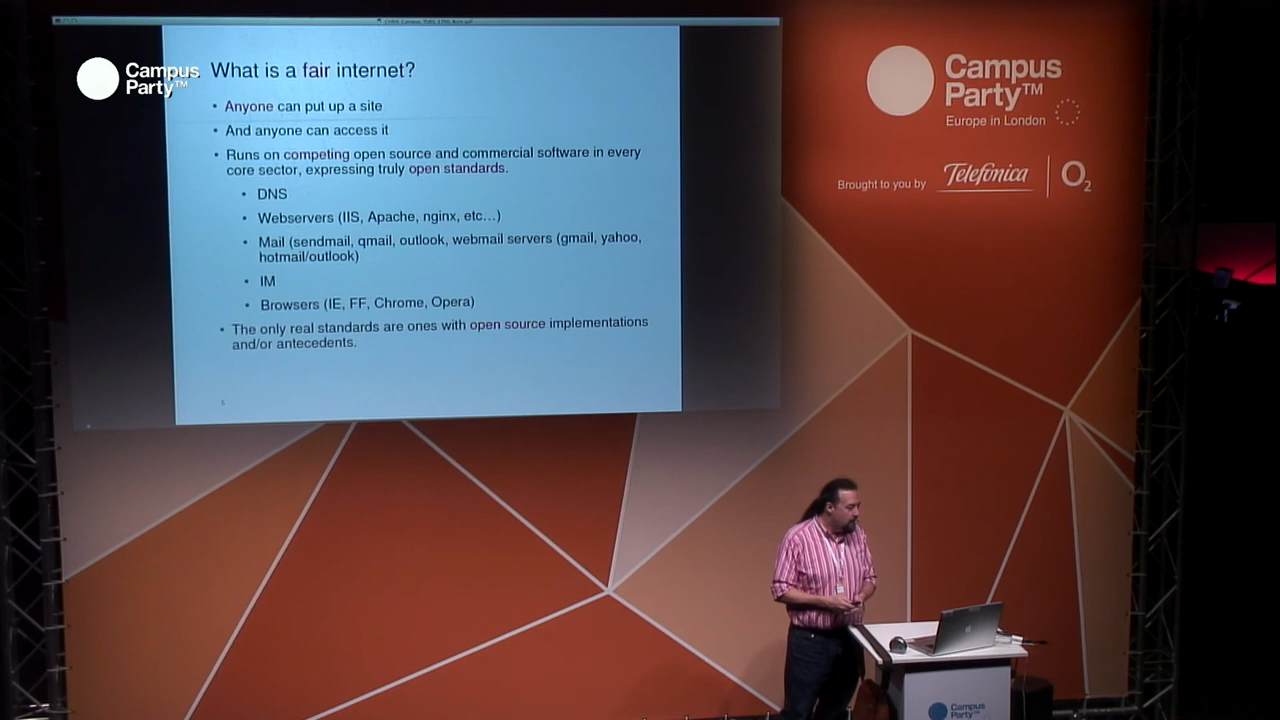 Campus
Party™
What is a fair internet?
• Anyone can put up a site
• And anyone can access it
• Runs on competing open source and commercial software in every
core sector, expressing truly open standards.
• DNS
• Webservers (IIS, Apache, nginx, etc…)
• Mail (sendmail, qmail, outlook, webmail servers (gmail, yahoo,
hotmail/outlook)
• IM
• Browsers (IE, FF, Chrome, Opera)
• The only real standards are ones with open source implementations
and/or antecedents.
Campus
Party™
Europe in London
Brought to you by
Telefónica
O2
Campus
Party™